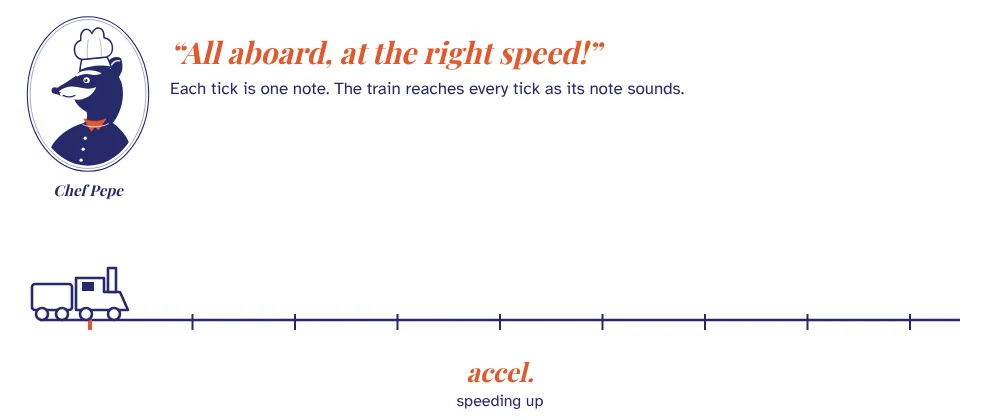 “All aboard, at the right speed!”
Each tick is one note. The train reaches every tick as its note sounds.
Chef Pepe
accel.
speeding up